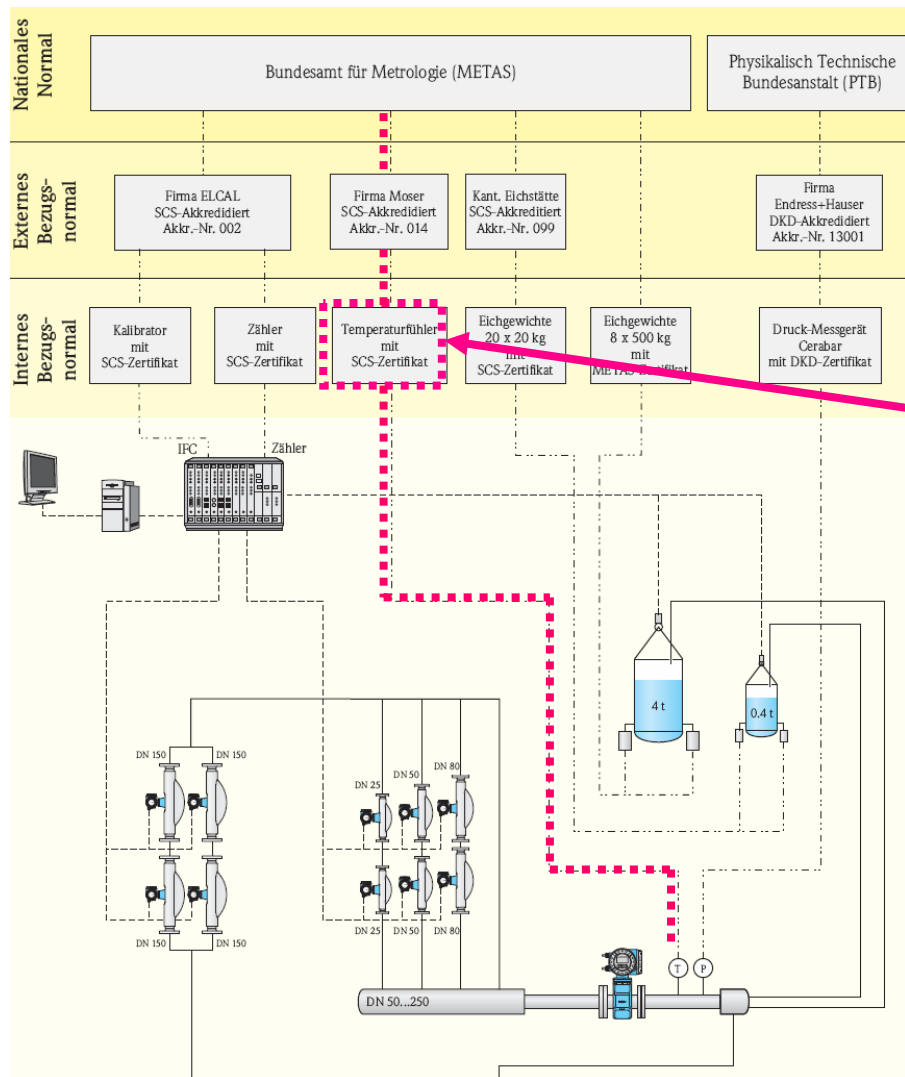 Nationales
Normal
Bundesamt für Metrologie (METAS)
Physikalisch Technische
Bundesanstalt (PTB)
Externes
Bezugs-
normal
Firma ELCAL
SCS-Akkredidiert
Akkr.-Nr. 002
Firma Moser
SCS-Akkredidiert
Akkr.-Nr. 014
Kant. Eichstätte
SCS-Akkreditiert
Akkr.-Nr. 099
Firma
Endress+Hauser
DKD-Akkredidiert
Akkr.-Nr. 13001
Internes
Bezugs-
normal
Kalibrator
mit
SCS-Zertifikat
Zähler
mit
SCS-Zertifikat
Temperaturfühler
mit
SCS-Zertifikat
Eichgewichte
20 x 20 kg
mit
SCS-Zertifikat
Eichgewichte
8 x 500 kg
mit
METAS-Zertifikat
Druck-Messgerät
Cerabar
mit DKD-Zertifikat
IFC
Zähler
4 t
0,4 t
DN 150
DN 150
DN 25
DN 50
DN 80
DN 150
DN 150
DN 25
DN 50
DN 80
T
P
DN 50...250